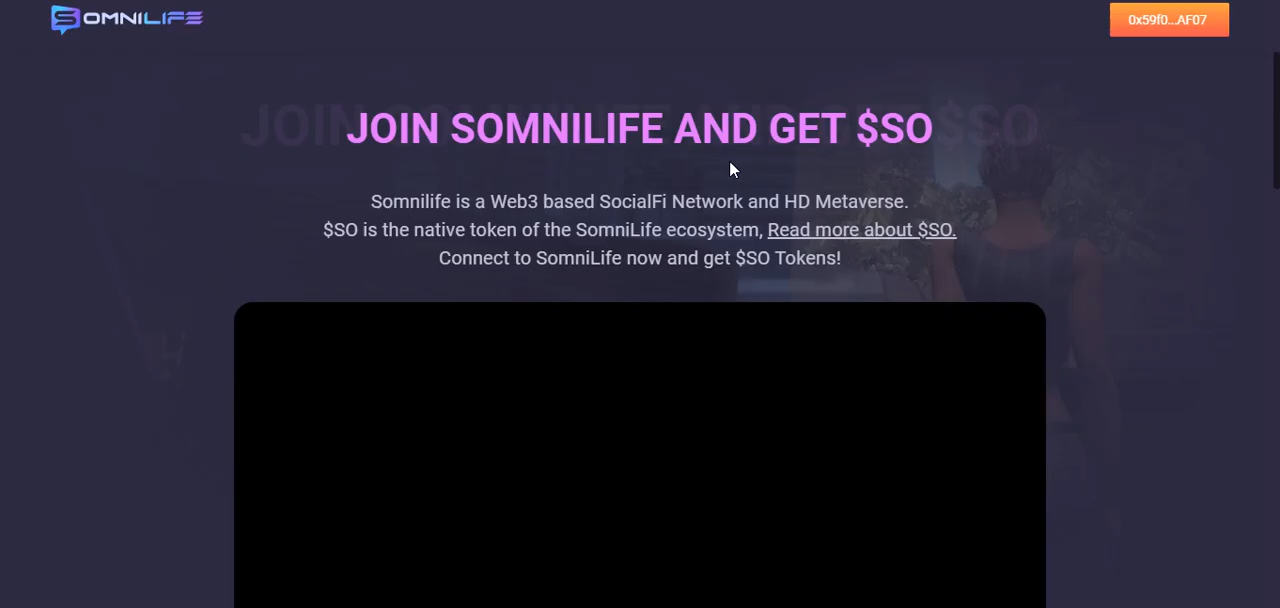 SOMNILIFE
0x59f0...AF07
JOIN SOMNILIFE AND GET $SO
Somnilife is a Web3 based SocialFi Network and HD Metaverse.
$SO is the native token of the SomniLife ecosystem, Read more about $SO.
Connect to SomniLife now and get $SO Tokens!